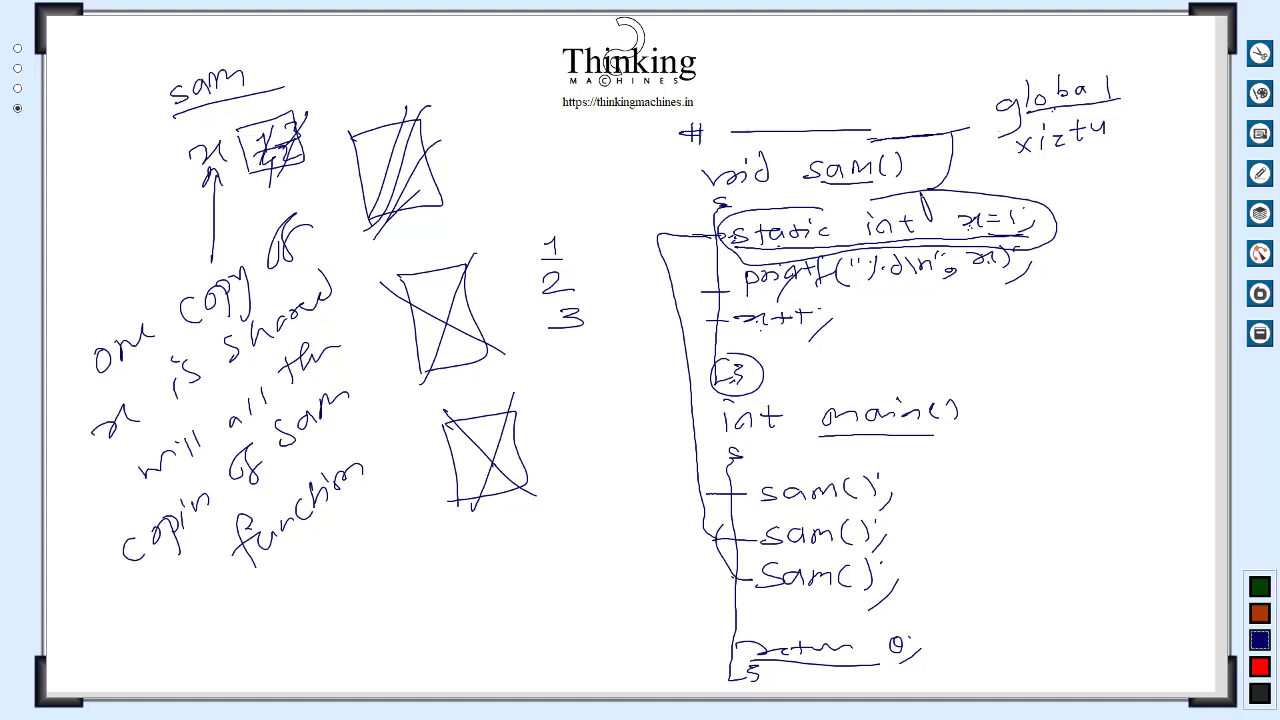 Thinking
MACHINES
https://thinkingmachines.in
sam
x
one copy of
x is shared
will all the
copies of sam
function
1
2
3
global
#
void sam()
{
static int x=1;
printf("%d\n", x);
x++;
}
int main()
{
sam();
sam();
sam();
return 0;
}